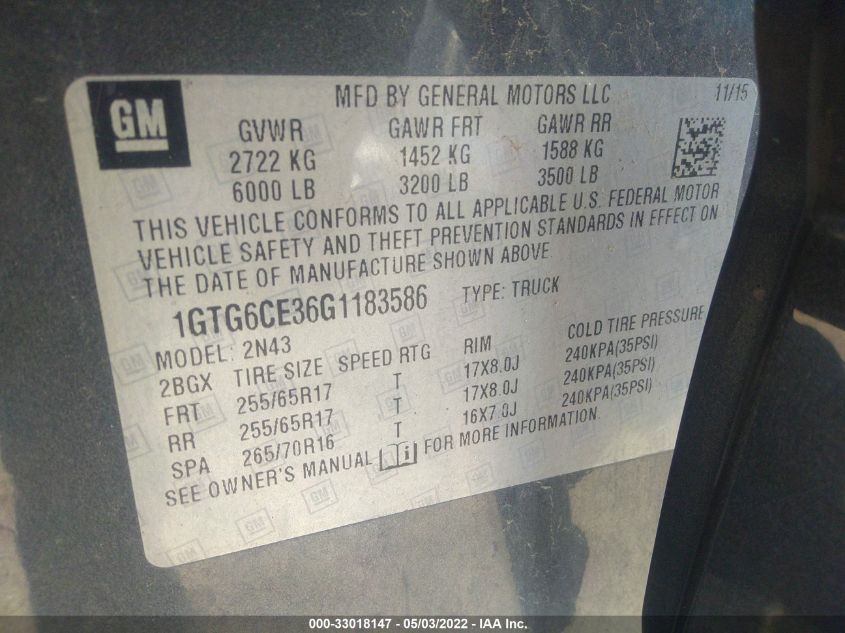 GM
MFD BY GENERAL MOTORS LLC 11/15
GVWR GAWR FRT GAWR RR
2722 KG 1452 KG 1588 KG
6000 LB 3200 LB 3500 LB
THIS VEHICLE CONFORMS TO ALL APPLICABLE U.S. FEDERAL MOTOR
VEHICLE SAFETY AND THEFT PREVENTION STANDARDS IN EFFECT ON
THE DATE OF MANUFACTURE SHOWN ABOVE.
1GTG6CE36G1183586 TYPE: TRUCK
MODEL: 2N43
2BGX TIRE SIZE SPEED RTG RIM COLD TIRE PRESSURE
FRT 255/65R17 T 17X8.0J 240KPA(35PSI)
RR 255/65R17 T 17X8.0J 240KPA(35PSI)
SPA 265/70R16 T 16X7.0J 240KPA(35PSI)
SEE OWNER'S MANUAL i FOR MORE INFORMATION.
000-33018147 - 05/03/2022 - IAA Inc.